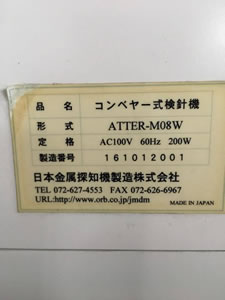 品名 コンベヤー式検針機
形式 ATTER-M08W
定格 AC100V 60Hz 200W
製造番号 161012001
日本金属探知機製造株式会社
TEL 072-627-4553 FAX 072-626-6967
URL:http://www.orb.co.jp/jmdm
MADE IN JAPAN